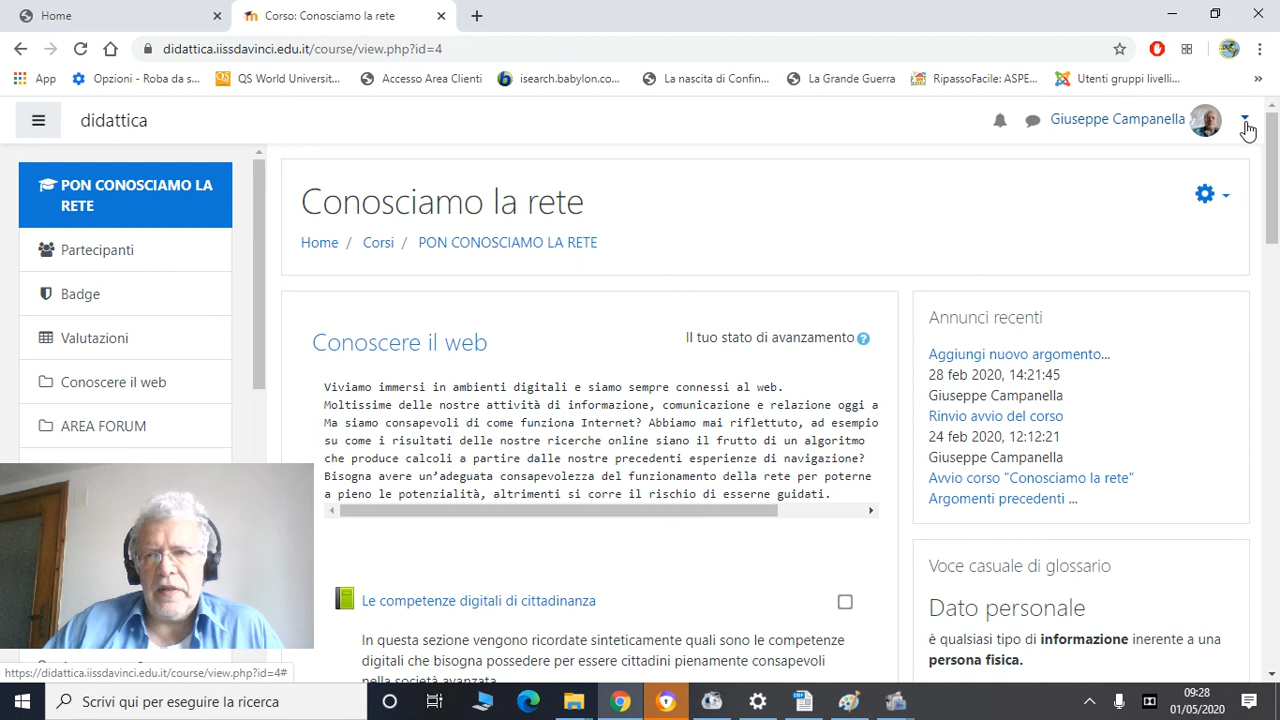 Home
Corso: Conosciamo la rete
didattica.iissdavinci.edu.it/course/view.php?id=4
App
Opzioni - Roba da s...
QS World Universit...
Accesso Area Clienti
isearch.babylon.co...
La nascita di Confin...
La Grande Guerra
RipassoFacile: ASPE...
Utenti gruppi livelli...
didattica
Giuseppe Campanella
PON CONOSCIAMO LA
RETE
Partecipanti
Badge
Valutazioni
Conoscere il web
AREA FORUM
Conosciamo la rete
Home / Corsi / PON CONOSCIAMO LA RETE
Conoscere il web
Il tuo stato di avanzamento
Viviamo immersi in ambienti digitali e siamo sempre connessi al web.
Moltissime delle nostre attività di informazione, comunicazione e relazione oggi a
Ma siamo consapevoli di come funziona Internet? Abbiamo mai riflettuto, ad esempio
su come i risultati delle nostre ricerche online siano il frutto di un algoritmo
che produce calcoli a partire dalle nostre precedenti esperienze di navigazione?
Bisogna avere un'adeguata consapevolezza del funzionamento della rete per poterne
a pieno le potenzialità, altrimenti si corre il rischio di esserne guidati.
Le competenze digitali di cittadinanza
In questa sezione vengono ricordate sinteticamente quali sono le competenze
digitali che bisogna possedere per essere cittadini pienamente consapevoli
nella società avanzata.
Annunci recenti
Aggiungi nuovo argomento...
28 feb 2020, 14:21:45
Giuseppe Campanella
Rinvio avvio del corso
24 feb 2020, 12:12:21
Giuseppe Campanella
Avvio corso "Conosciamo la rete"
Argomenti precedenti ...
Voce casuale di glossario
Dato personale
è qualsiasi tipo di informazione inerente a una
persona fisica.
https://didattica.iissdavinci.edu.it/course/view.php?id=4#
Scrivi qui per eseguire la ricerca
09:28
01/05/2020